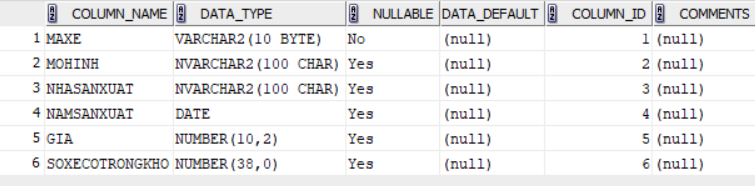 COLUMN_NAME DATA_TYPE NULLABLE DATA_DEFAULT COLUMN_ID COMMENTS
1 MAXE VARCHAR2(10 BYTE) No (null) 1 (null)
2 MOHINH NVARCHAR2(100 CHAR) Yes (null) 2 (null)
3 NHASANXUAT NVARCHAR2(100 CHAR) Yes (null) 3 (null)
4 NAMSANXUAT DATE Yes (null) 4 (null)
5 GIA NUMBER(10,2) Yes (null) 5 (null)
6 SOXECOTRONGKHO NUMBER(38,0) Yes (null) 6 (null)